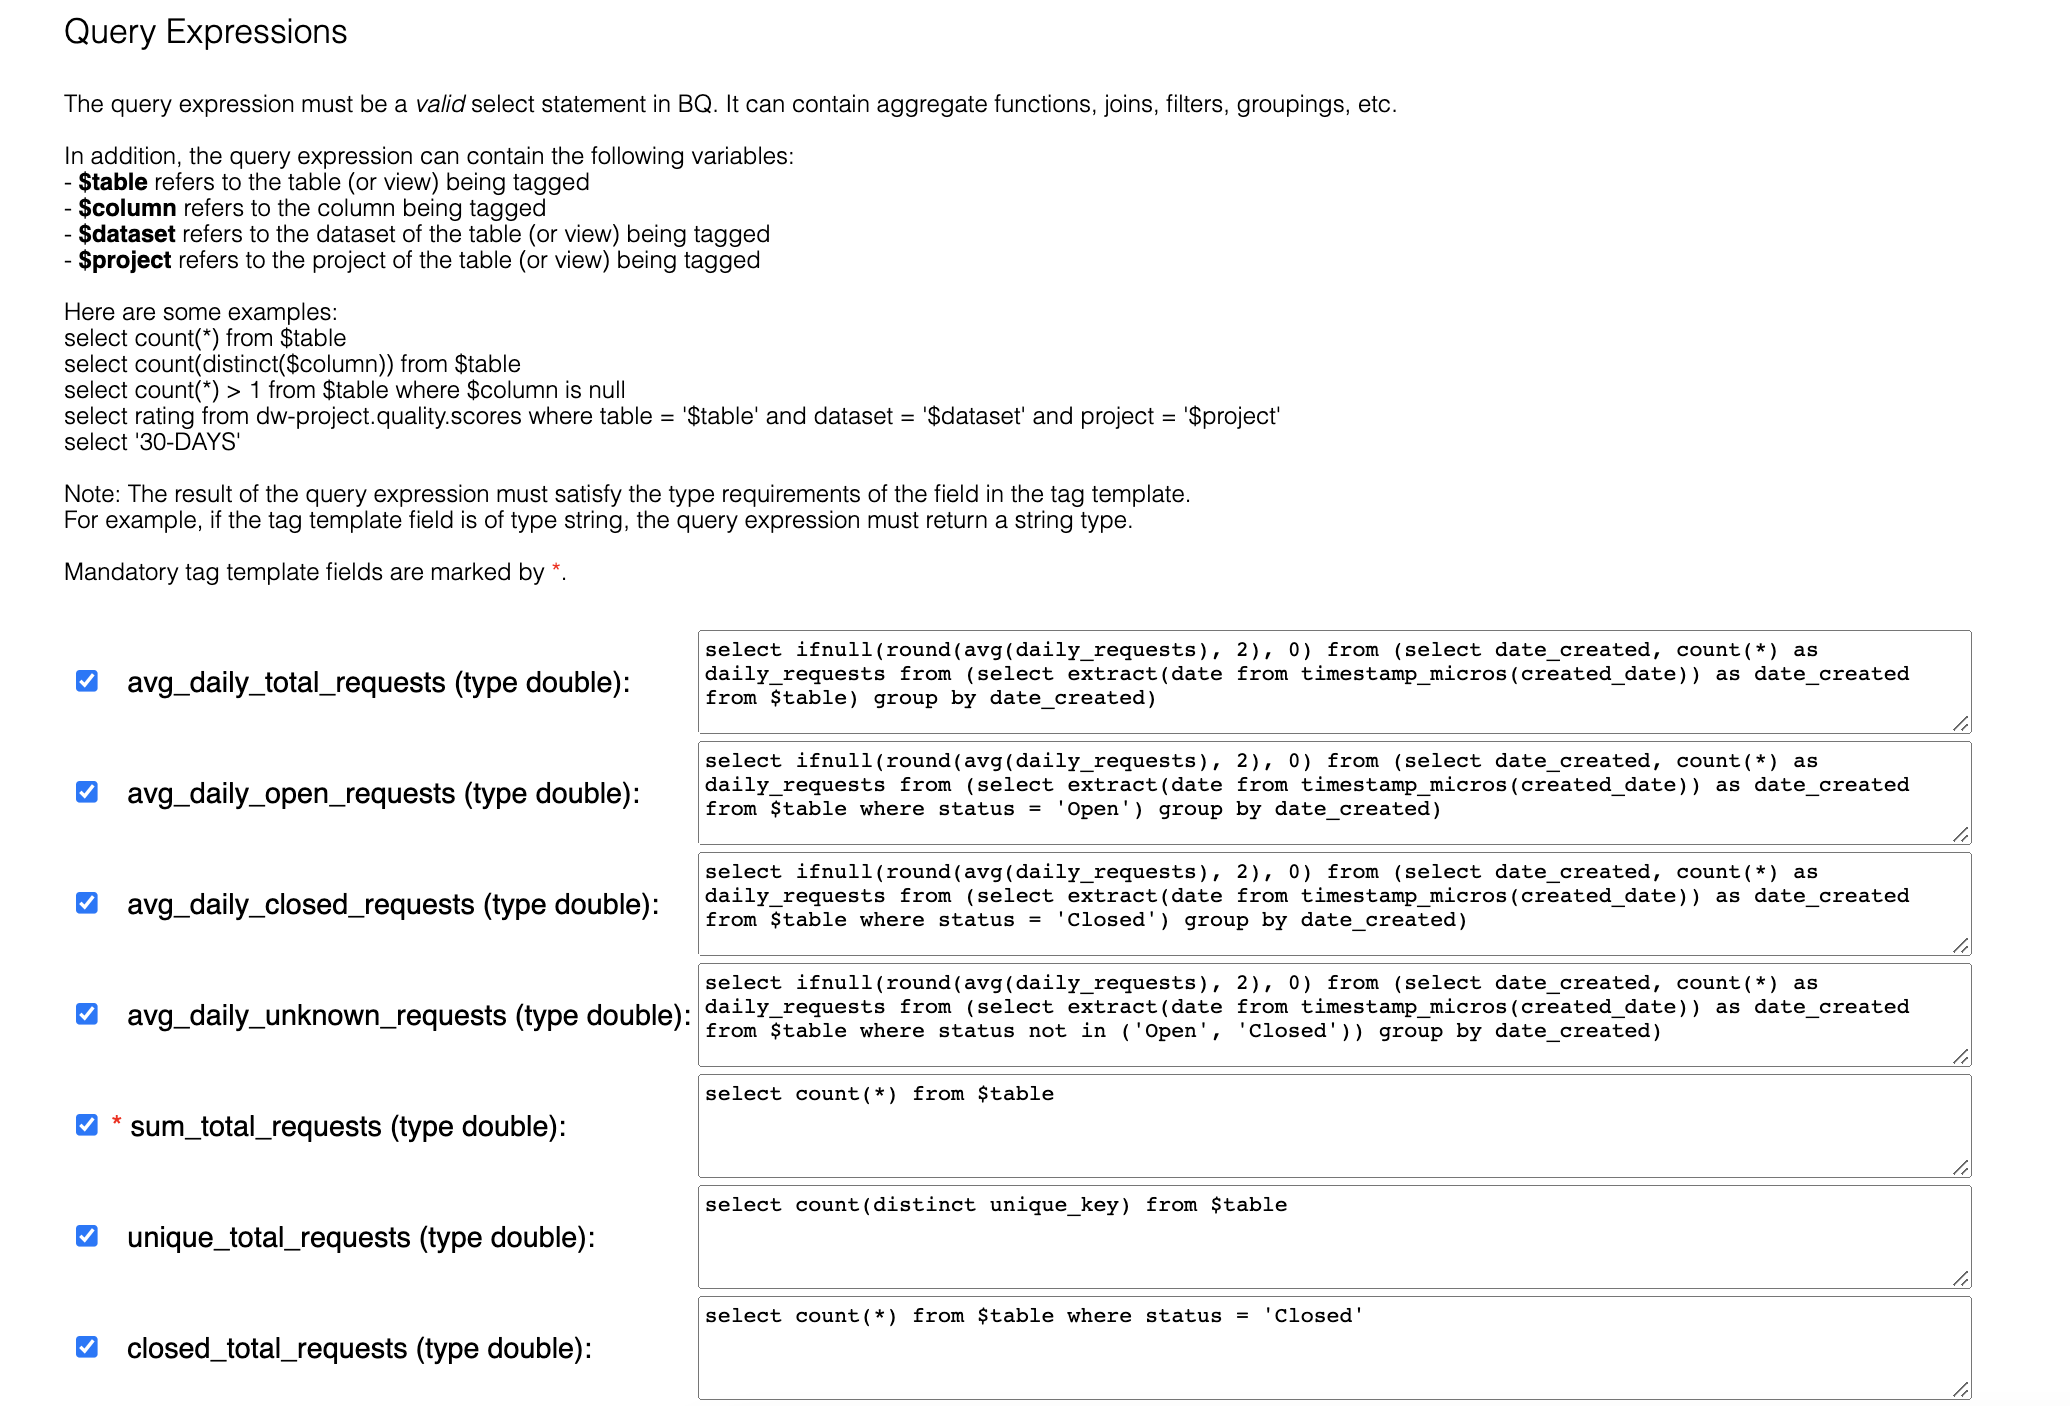 Query Expressions
The query expression must be a valid select statement in BQ. It can contain aggregate functions, joins, filters, groupings, etc.
In addition, the query expression can contain the following variables:
- $table refers to the table (or view) being tagged
- $column refers to the column being tagged
- $dataset refers to the dataset of the table (or view) being tagged
- $project refers to the project of the table (or view) being tagged
Here are some examples:
select count(*) from $table
select count(distinct($column)) from $table
select count(*) > 1 from $table where $column is null
select rating from dw-project.quality.scores where table = '$table' and dataset = '$dataset' and project = '$project'
select '30-DAYS'
Note: The result of the query expression must satisfy the type requirements of the field in the tag template.
For example, if the tag template field is of type string, the query expression must return a string type.
Mandatory tag template fields are marked by *.
avg_daily_total_requests (type double):
select ifnull(round(avg(daily_requests), 2), 0) from (select date_created, count(*) as
daily_requests from (select extract(date from timestamp_micros(created_date)) as date_created
from $table) group by date_created)
avg_daily_open_requests (type double):
select ifnull(round(avg(daily_requests), 2), 0) from (select date_created, count(*) as
daily_requests from (select extract(date from timestamp_micros(created_date)) as date_created
from $table where status = 'Open') group by date_created)
avg_daily_closed_requests (type double):
select ifnull(round(avg(daily_requests), 2), 0) from (select date_created, count(*) as
daily_requests from (select extract(date from timestamp_micros(created_date)) as date_created
from $table where status = 'Closed') group by date_created)
avg_daily_unknown_requests (type double):
select ifnull(round(avg(daily_requests), 2), 0) from (select date_created, count(*) as
daily_requests from (select extract(date from timestamp_micros(created_date)) as date_created
from $table where status not in ('Open', 'Closed')) group by date_created)
* sum_total_requests (type double):
select count(*) from $table
unique_total_requests (type double):
select count(distinct unique_key) from $table
closed_total_requests (type double):
select count(*) from $table where status = 'Closed'